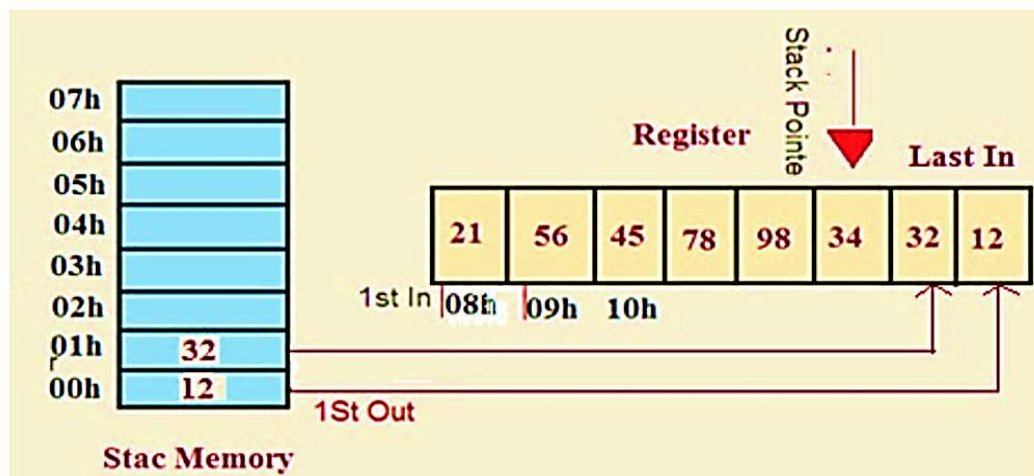 Stack Pointe
Register
Last In
07h
06h
05h
04h
03h
02h
01h
r
00h
32
12
21 56 45 78 98 34 32 12
1st In
08h 09h 10h
1St Out
Stac Memory